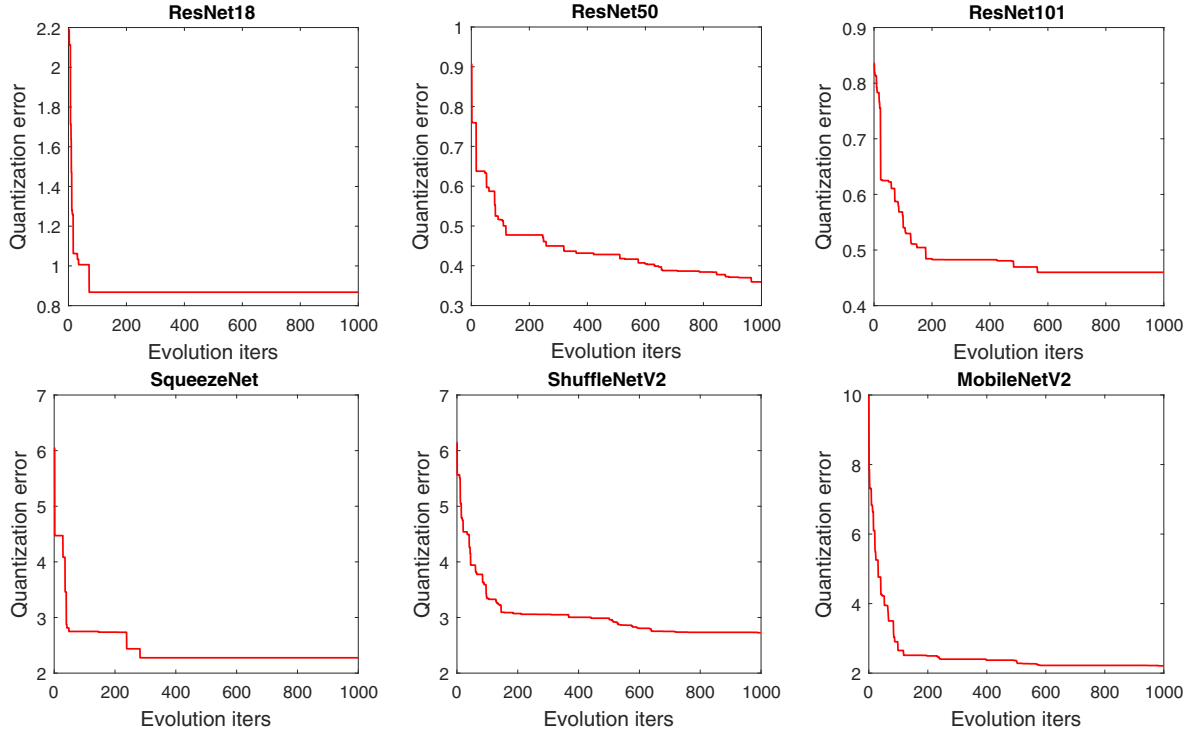 ResNet18
2.2
2
1.8
1.6
1.4
1.2
1
0.8
Quantization error
0 200 400 600 800 1000
Evolution iters
ResNet50
1
0.9
0.8
0.7
0.6
0.5
0.4
0.3
Quantization error
0 200 400 600 800 1000
Evolution iters
ResNet101
0.9
0.8
0.7
0.6
0.5
0.4
Quantization error
0 200 400 600 800 1000
Evolution iters
SqueezeNet
7
6
5
4
3
2
Quantization error
0 200 400 600 800 1000
Evolution iters
ShuffleNetV2
7
6
5
4
3
2
Quantization error
0 200 400 600 800 1000
Evolution iters
MobileNetV2
10
8
6
4
2
Quantization error
0 200 400 600 800 1000
Evolution iters